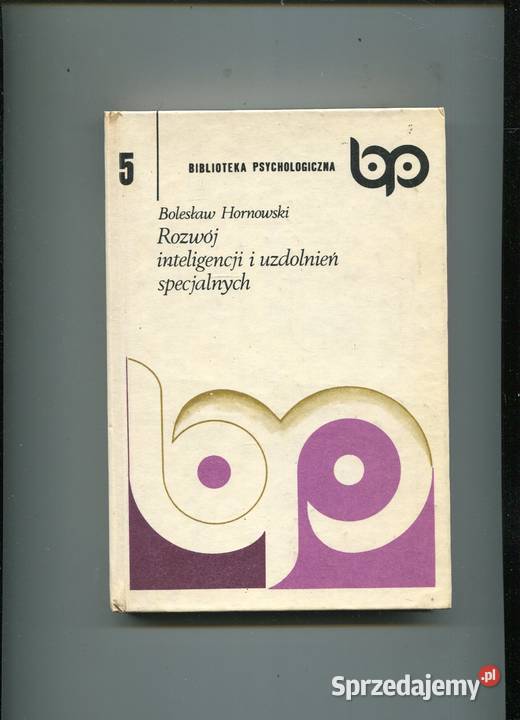 5
BIBLIOTEKA PSYCHOLOGICZNA
bp
Bolesław Hornowski
Rozwój
inteligencji i uzdolnień
specjalnych
bp
Sprzedajemy.pl